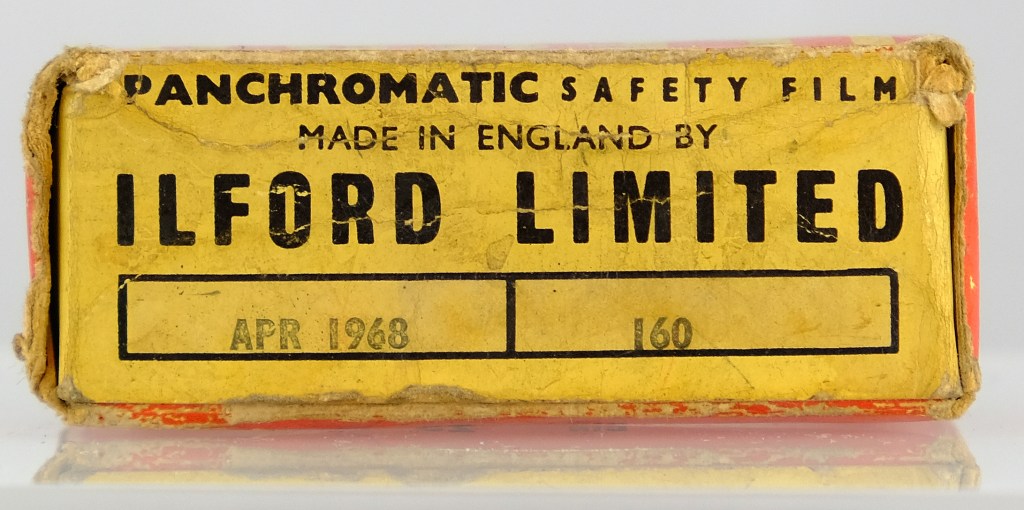 PANCHROMATIC SAFETY FILM
MADE IN ENGLAND BY
ILFORD LIMITED
APR 1968 160